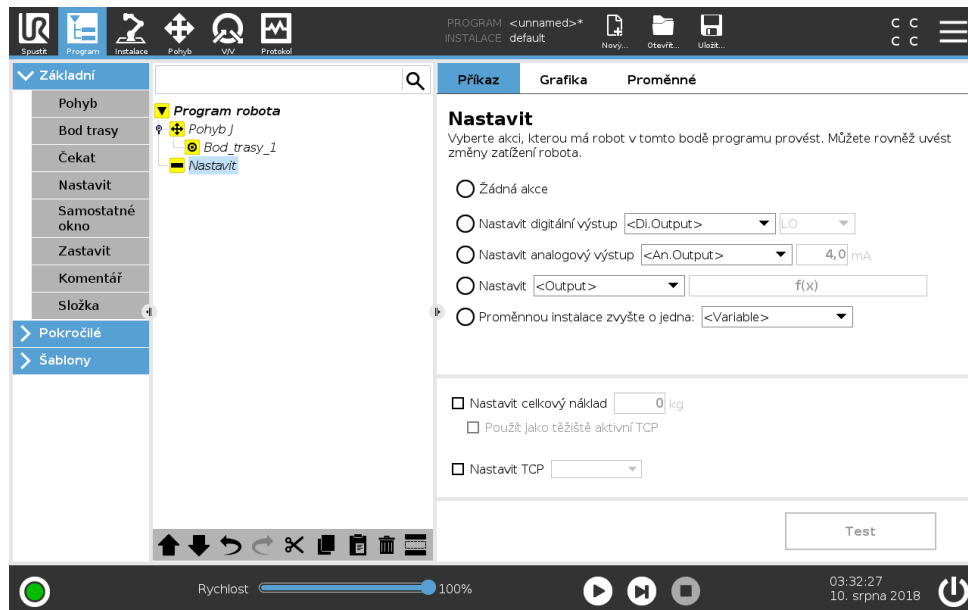 UR
Spustit
Program
Instalace
Pohyb
V/V
Protokol
PROGRAM <unnamed>*
INSTALACE default
Nový...
Otevřít...
Uložit...
C C
C C
Základní
Pohyb
Bod trasy
Čekat
Nastavit
Samostatné
okno
Zastavit
Komentář
Složka
Pokročilé
Šablony
Program robota
Pohyb J
Bod_trasy_1
Nastavit
Příkaz Grafika Proměnné
Nastavit
Vyberte akci, kterou má robot v tomto bodě programu provést. Můžete rovněž uvést
změny zatížení robota.
Žádná akce
Nastavit digitální výstup <Di.Output> LO
Nastavit analogový výstup <An.Output> 4,0 mA
Nastavit <Output> f(x)
Proměnnou instalace zvyšte o jedna: <Variable>
Nastavit celkový náklad 0 kg
Použít jako těžiště aktivní TCP
Nastavit TCP
Test
Rychlost 100%
03:32:27
10. srpna 2018